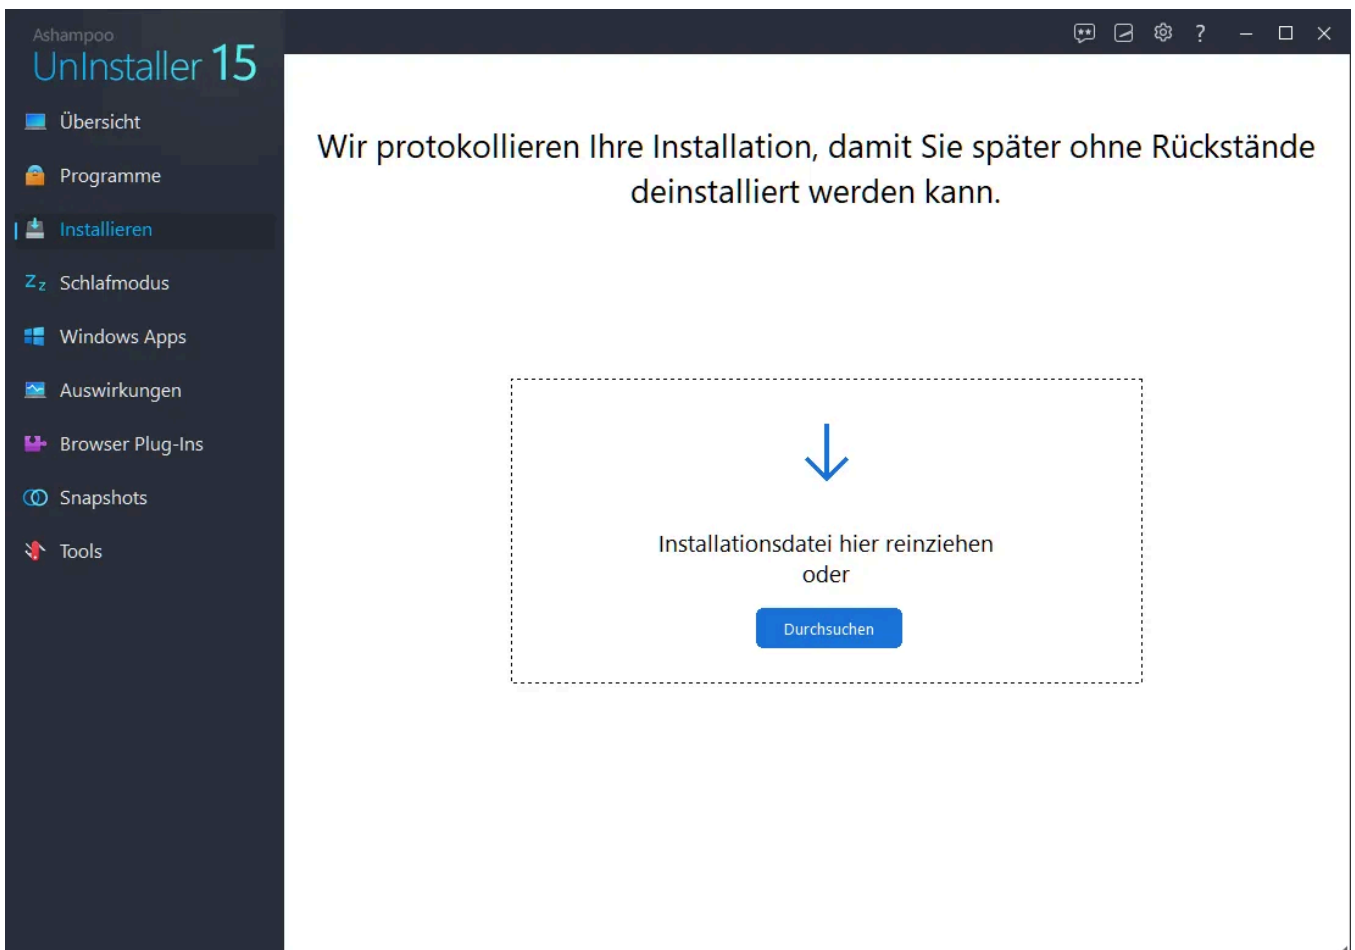 Ashampoo
UnInstaller 15
Übersicht
Programme
Installieren
Zz Schlafmodus
Windows Apps
Auswirkungen
Browser Plug-Ins
Snapshots
Tools
?
Wir protokollieren Ihre Installation, damit Sie später ohne Rückstände
deinstalliert werden kann.
Installationsdatei hier reinziehen
oder
Durchsuchen